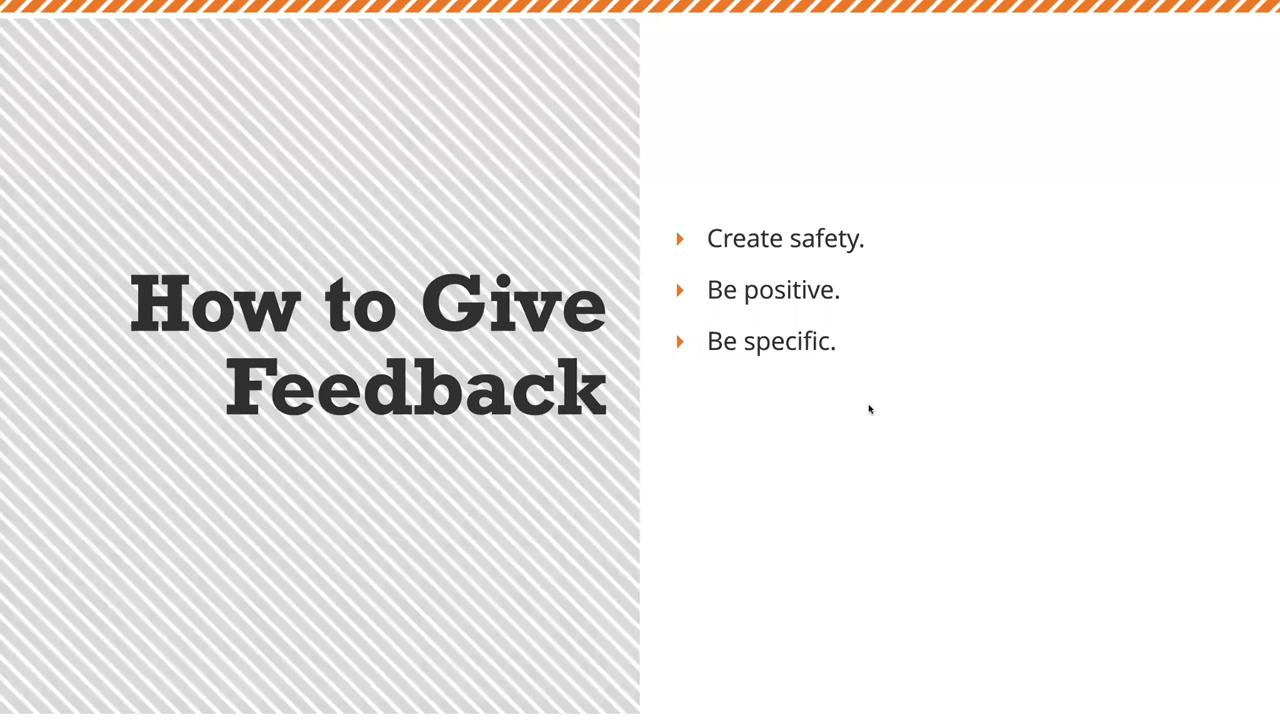 How to Give
Feedback
Create safety.
Be positive.
Be specific.